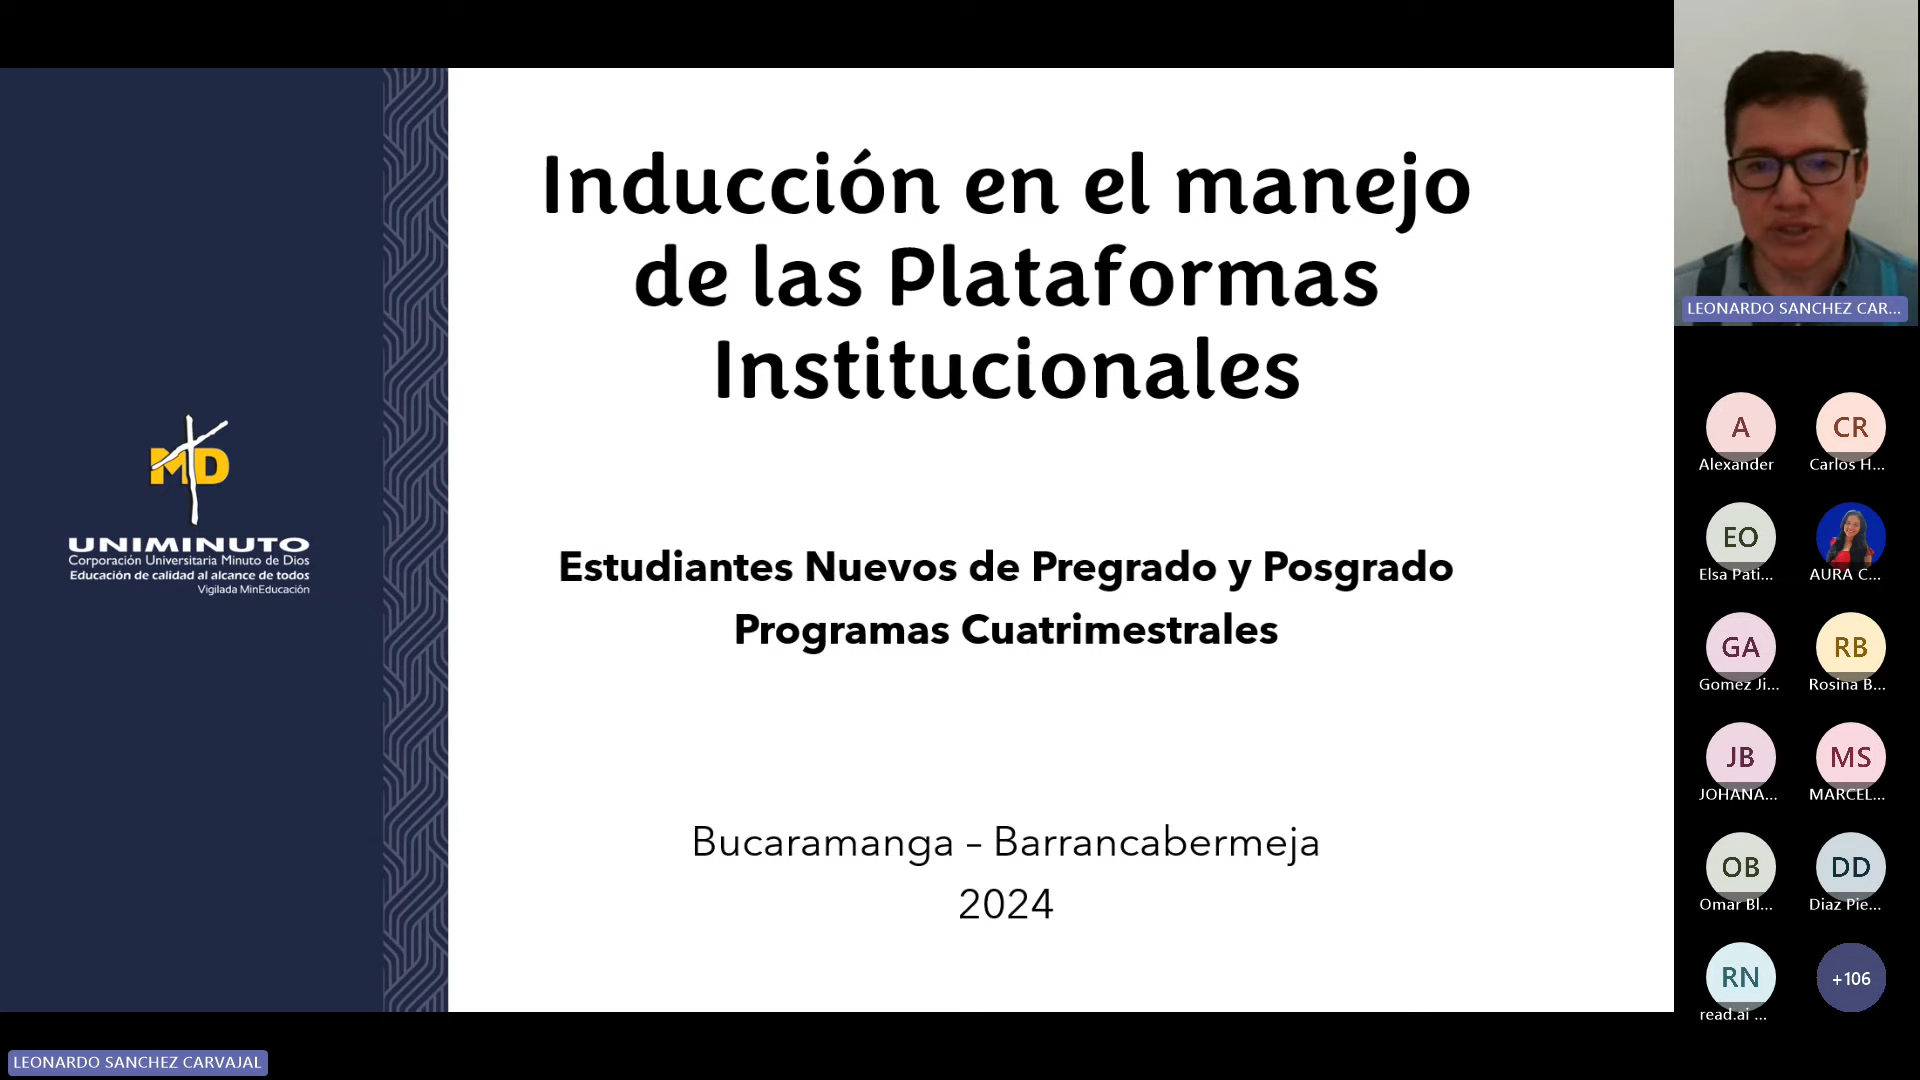 Inducción en el manejo
de las Plataformas
Institucionales
Estudiantes Nuevos de Pregrado y Posgrado
Programas Cuatrimestrales
Bucaramanga – Barrancabermeja
2024
MD
UNIMINUTO
Corporación Universitaria Minuto de Dios
Educación de calidad al alcance de todos
Vigilada MinEducación
LEONARDO SANCHEZ CAR...
A
Alexander
CR
Carlos H...
EO
Elsa Pati...
AURA C...
GA
Gomez Ji...
RB
Rosina B...
JB
JOHANA...
MS
MARCEL...
OB
Omar Bl...
DD
Diaz Pie...
RN
read.ai ...
+106
LEONARDO SANCHEZ CARVAJAL